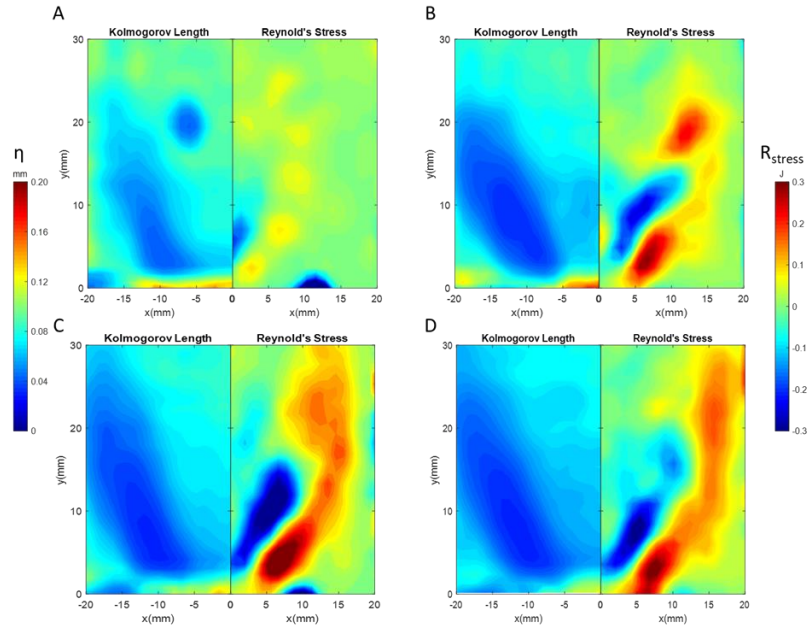 A
Kolmogorov Length Reynold's Stress
30
20
10
0
y(mm)
-20 -15 -10 -5 0 5 10 15 20
x(mm) x(mm)
B
Kolmogorov Length Reynold's Stress
30
20
10
0
y(mm)
-20 -15 -10 -5 0 5 10 15 20
x(mm) x(mm)
η
mm
0.20
0.16
0.12
0.08
0.04
0
Rstress
J
0.3
0.2
0.1
0
-0.1
-0.2
-0.3
C
Kolmogorov Length Reynold's Stress
30
20
10
0
y(mm)
-20 -15 -10 -5 0 5 10 15 20
x(mm) x(mm)
D
Kolmogorov Length Reynold's Stress
30
20
10
0
y(mm)
-20 -15 -10 -5 0 5 10 15 20
x(mm) x(mm)